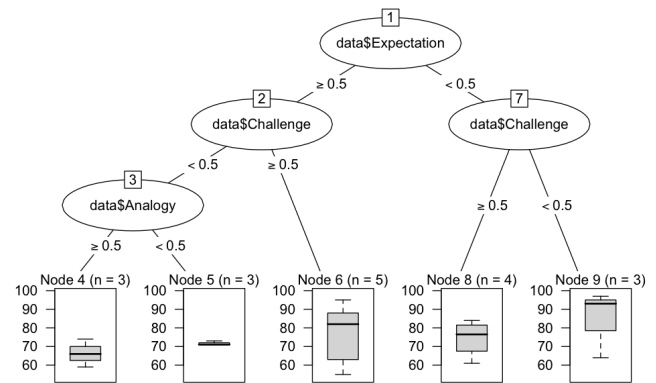 1
data$Expectation
≥ 0.5 < 0.5
2 7
data$Challenge data$Challenge
< 0.5 ≥ 0.5
3
data$Analogy
≥ 0.5 < 0.5 ≥ 0.5 < 0.5
Node 4 (n = 3) Node 5 (n = 3) Node 6 (n = 5) Node 8 (n = 4) Node 9 (n = 3)
100 100 100 100 100
90 90 90 90 90
80 80 80 80 80
70 70 70 70 70
60 60 60 60 60